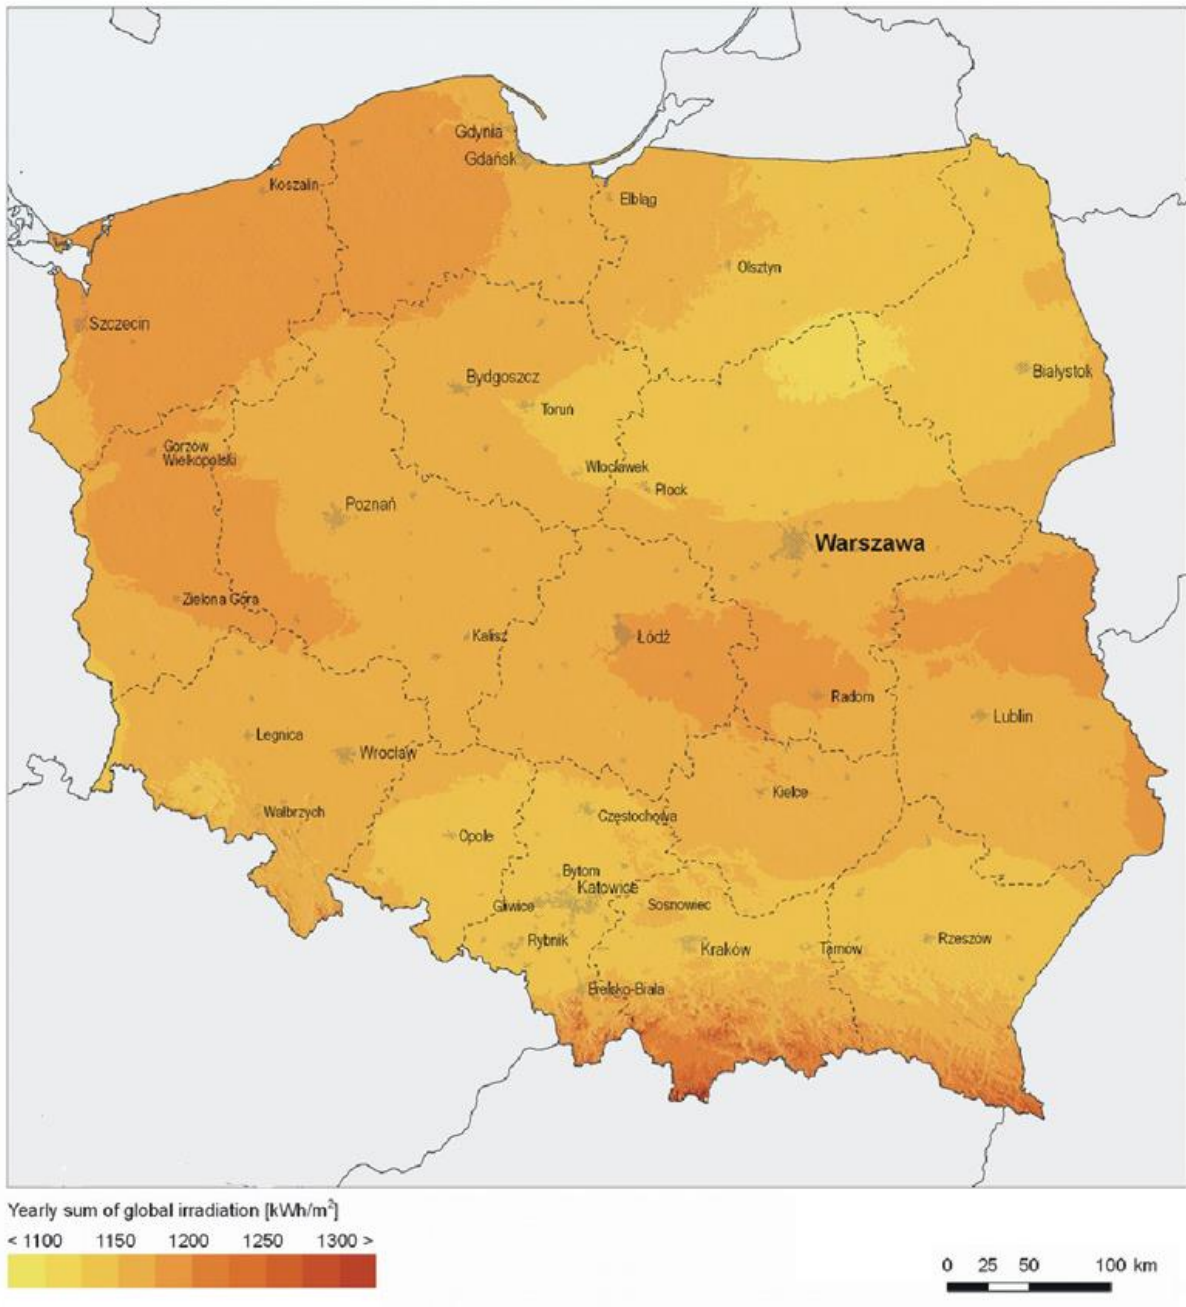 Gdynia
Gdańsk
Koszalin
Elbląg
Olsztyn
Szczecin
Białystok
Bydgoszcz
Toruń
Gorzów
Wielkopolski
Włocławek
Płock
Poznań
Warszawa
Zielona Góra
Kalisz
Łódź
Radom
Lublin
Legnica
Wrocław
Kielce
Wałbrzych
Częstochowa
Opole
Bytom
Katowice
Gliwice
Sosnowiec
Rybnik
Kraków
Tarnów
Rzeszów
Bielsko-Biała
Yearly sum of global irradiation [kWh/m²]
< 1100 1150 1200 1250 1300 >
0 25 50 100 km